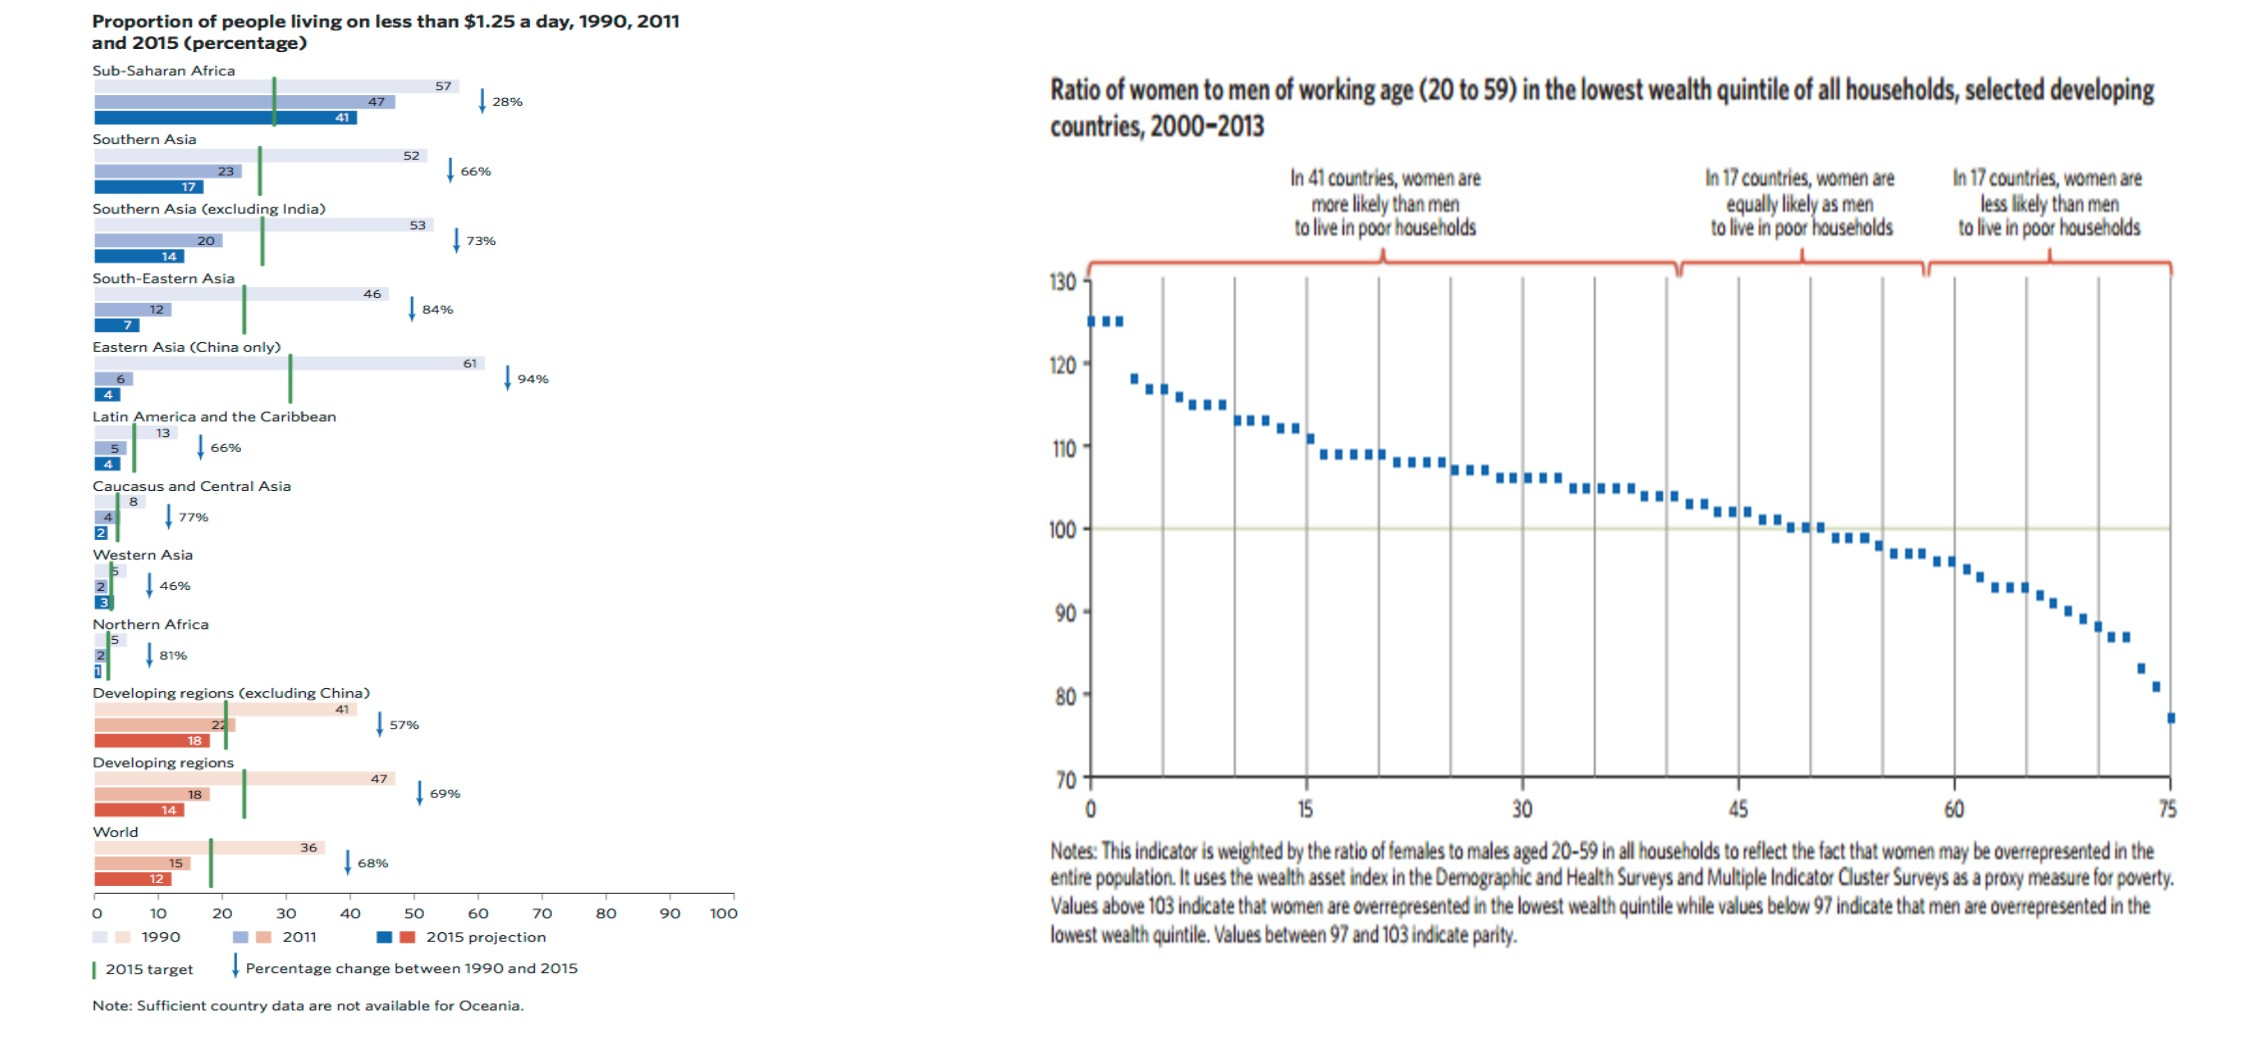 Proportion of people living on less than $1.25 a day, 1990, 2011
and 2015 (percentage)
Sub-Saharan Africa
57
47
41
28%
Southern Asia
52
23
17
66%
Southern Asia (excluding India)
53
20
14
73%
South-Eastern Asia
46
12
7
84%
Eastern Asia (China only)
61
6
4
94%
Latin America and the Caribbean
13
5
4
66%
Caucasus and Central Asia
8
4
2
77%
Western Asia
5
2
3
46%
Northern Africa
5
2
1
81%
Developing regions (excluding China)
41
22
18
57%
Developing regions
47
18
14
69%
World
36
15
12
68%
0 10 20 30 40 50 60 70 80 90 100
1990 2011 2015 projection
2015 target Percentage change between 1990 and 2015
Note: Sufficient country data are not available for Oceania.
Ratio of women to men of working age (20 to 59) in the lowest wealth quintile of all households, selected developing
countries, 2000–2013
In 41 countries, women are
more likely than men
to live in poor households
In 17 countries, women are
equally likely as men
to live in poor households
In 17 countries, women are
less likely than men
to live in poor households
130
120
110
100
90
80
70
0 15 30 45 60 75
Notes: This indicator is weighted by the ratio of females to males aged 20–59 in all households to reflect the fact that women may be overrepresented in the
entire population. It uses the wealth asset index in the Demographic and Health Surveys and Multiple Indicator Cluster Surveys as a proxy measure for poverty.
Values above 103 indicate that women are overrepresented in the lowest wealth quintile while values below 97 indicate that men are overrepresented in the
lowest wealth quintile. Values between 97 and 103 indicate parity.